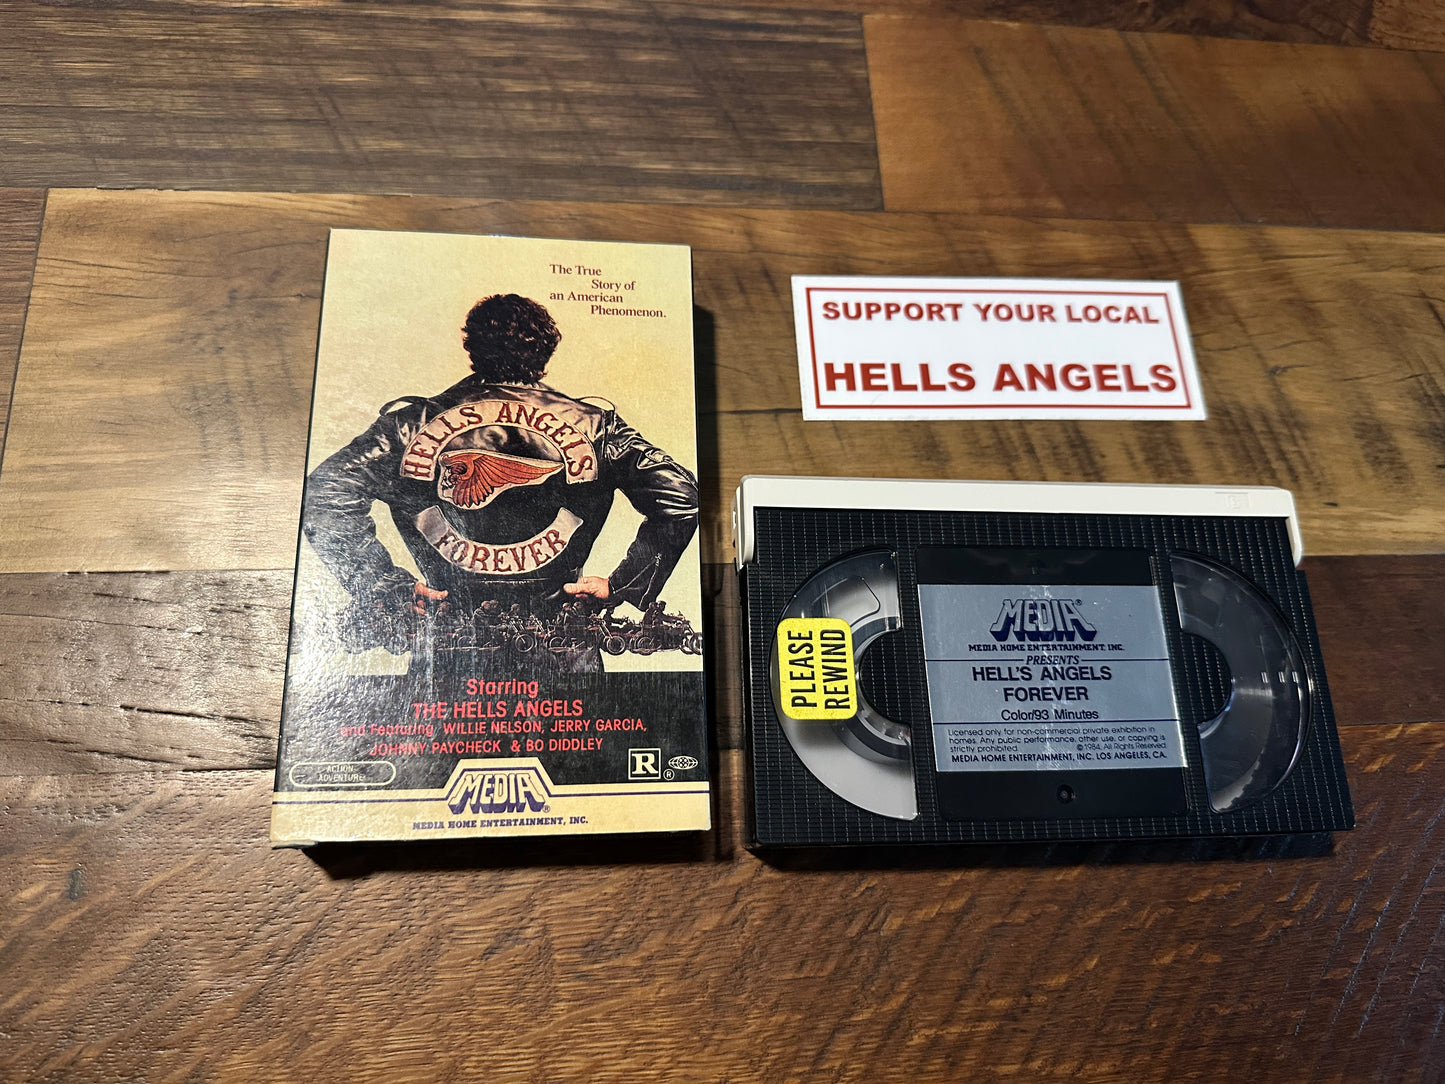 The True
Story of
an American
Phenomenon.
HELLS ANGELS
FOREVER
Starring
THE HELLS ANGELS
and Featuring WILLIE NELSON, JERRY GARCIA,
JOHNNY PAYCHECK & BO DIDDLEY
ACTION
ADVENTURE
R
®
MEDIA®
MEDIA HOME ENTERTAINMENT, INC.
SUPPORT YOUR LOCAL
HELLS ANGELS
PLEASE
REWIND
MEDIA®
MEDIA HOME ENTERTAINMENT, INC.
PRESENTS
HELL'S ANGELS
FOREVER
Color/93 Minutes
Licensed only for non-commercial private exhibition in
homes. Any public performance, other use, or copying is
strictly prohibited. ©1984. All Rights Reserved.
MEDIA HOME ENTERTAINMENT, INC. LOS ANGELES, CA.